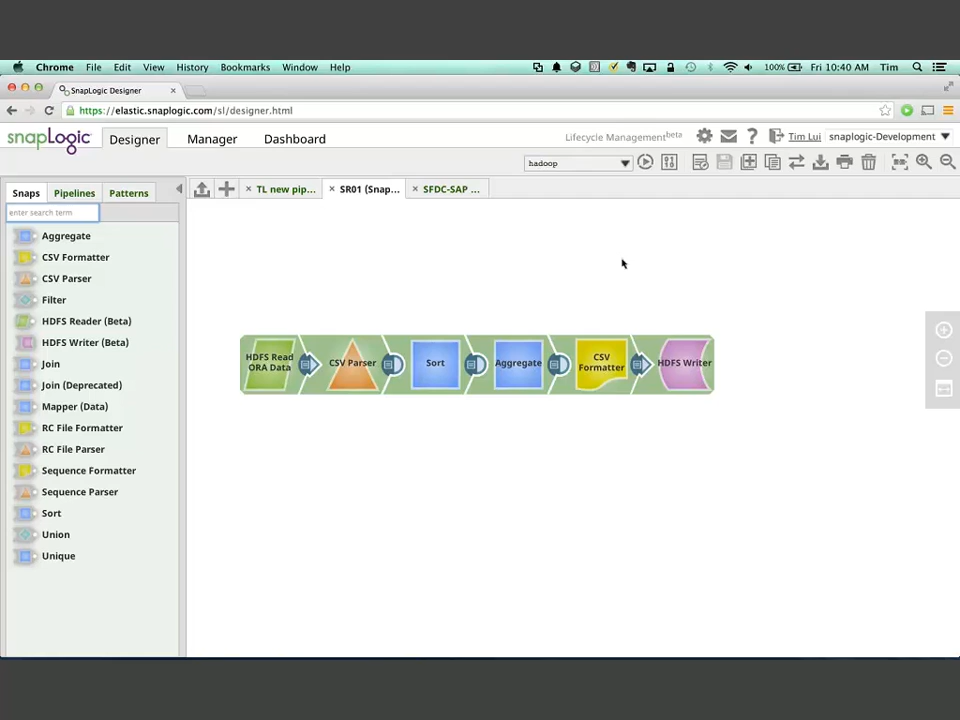 Chrome File Edit View History Bookmarks Window Help 100% Fri 10:40 AM Tim
SnapLogic Designer
https://elastic.snaplogic.com/sl/designer.html
snapLogic Designer Manager Dashboard Lifecycle Management beta Tim Lui snaplogic-Development
hadoop
Snaps Pipelines Patterns TL new pip... SR01 (Snap... SFDC-SAP ...
enter search term
Aggregate
CSV Formatter
CSV Parser
Filter
HDFS Reader (Beta)
HDFS Writer (Beta)
Join
Join (Deprecated)
Mapper (Data)
RC File Formatter
RC File Parser
Sequence Formatter
Sequence Parser
Sort
Union
Unique
HDFS Read
ORA Data
CSV Parser
Sort
Aggregate
CSV
Formatter
HDFS Writer